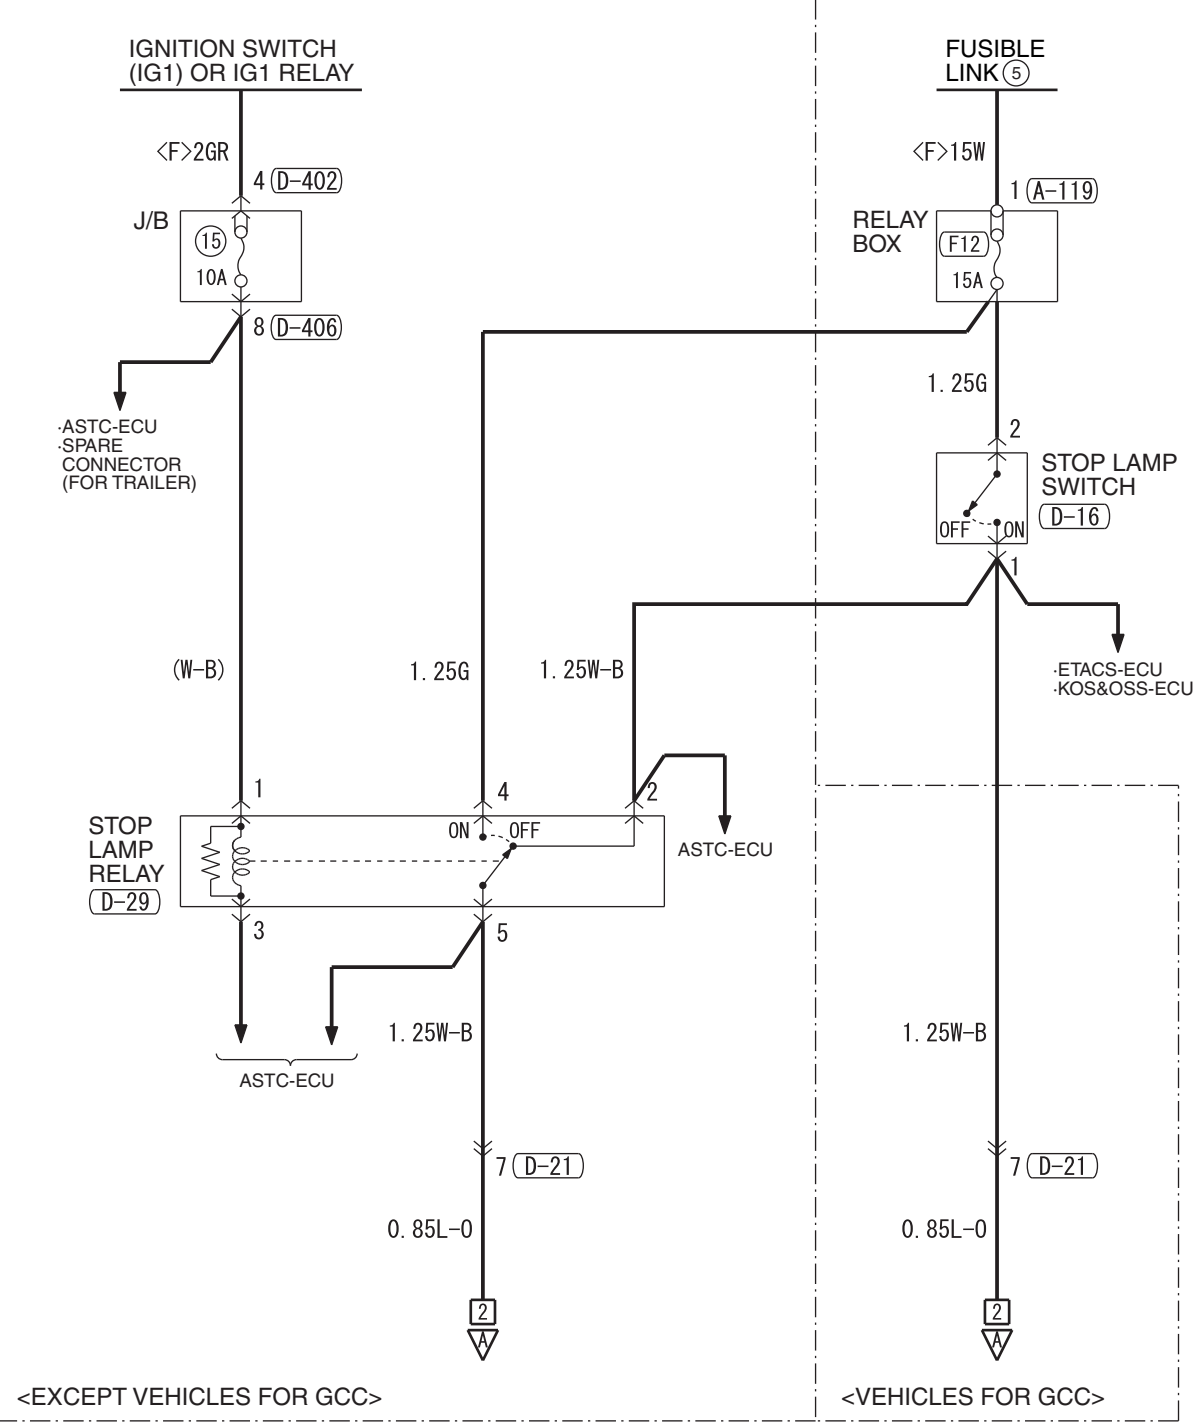 IGNITION SWITCH
(IG1) OR IG1 RELAY
FUSIBLE
LINK 5
<F>2GR
<F>15W
4 D-402
1 A-119
J/B
15
10A
RELAY
BOX
F12
15A
8 D-406
1.25G
·ASTC-ECU
·SPARE
CONNECTOR
(FOR TRAILER)
2
STOP LAMP
SWITCH
D-16
OFF ON
1
(W-B)
1.25G
1.25W-B
·ETACS-ECU
·KOS&OSS-ECU
1
4
2
STOP
LAMP
RELAY
D-29
ON OFF
ASTC-ECU
3
5
1.25W-B
1.25W-B
ASTC-ECU
7 D-21
7 D-21
0.85L-O
0.85L-O
2
A
2
A
<EXCEPT VEHICLES FOR GCC>
<VEHICLES FOR GCC>